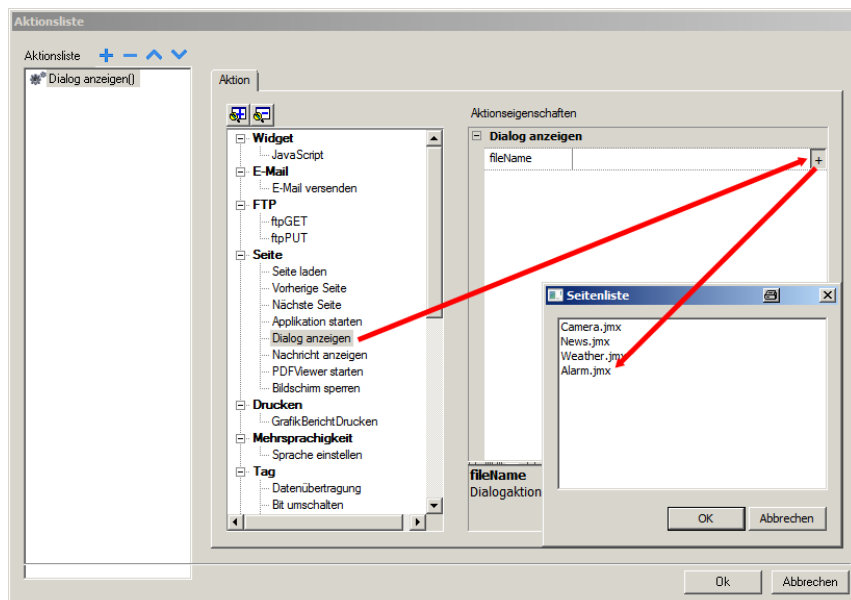 Aktionsliste
Aktionsliste
Dialog anzeigen()
Aktion
Widget
JavaScript
E-Mail
E-Mail versenden
FTP
ftpGET
ftpPUT
Seite
Seite laden
Vorherige Seite
Nächste Seite
Applikation starten
Dialog anzeigen
Nachricht anzeigen
PDFViewer starten
Bildschirm sperren
Drucken
GrafikBerichtDrucken
Mehrsprachigkeit
Sprache einstellen
Tag
Datenübertragung
Bit umschalten
Aktionseigenschaften
Dialog anzeigen
fileName
+
fileName
Dialogaktion
Seitenliste
Camera.jmx
News.jmx
Weather.jmx
Alarm.jmx
OK
Abbrechen
Ok
Abbrechen